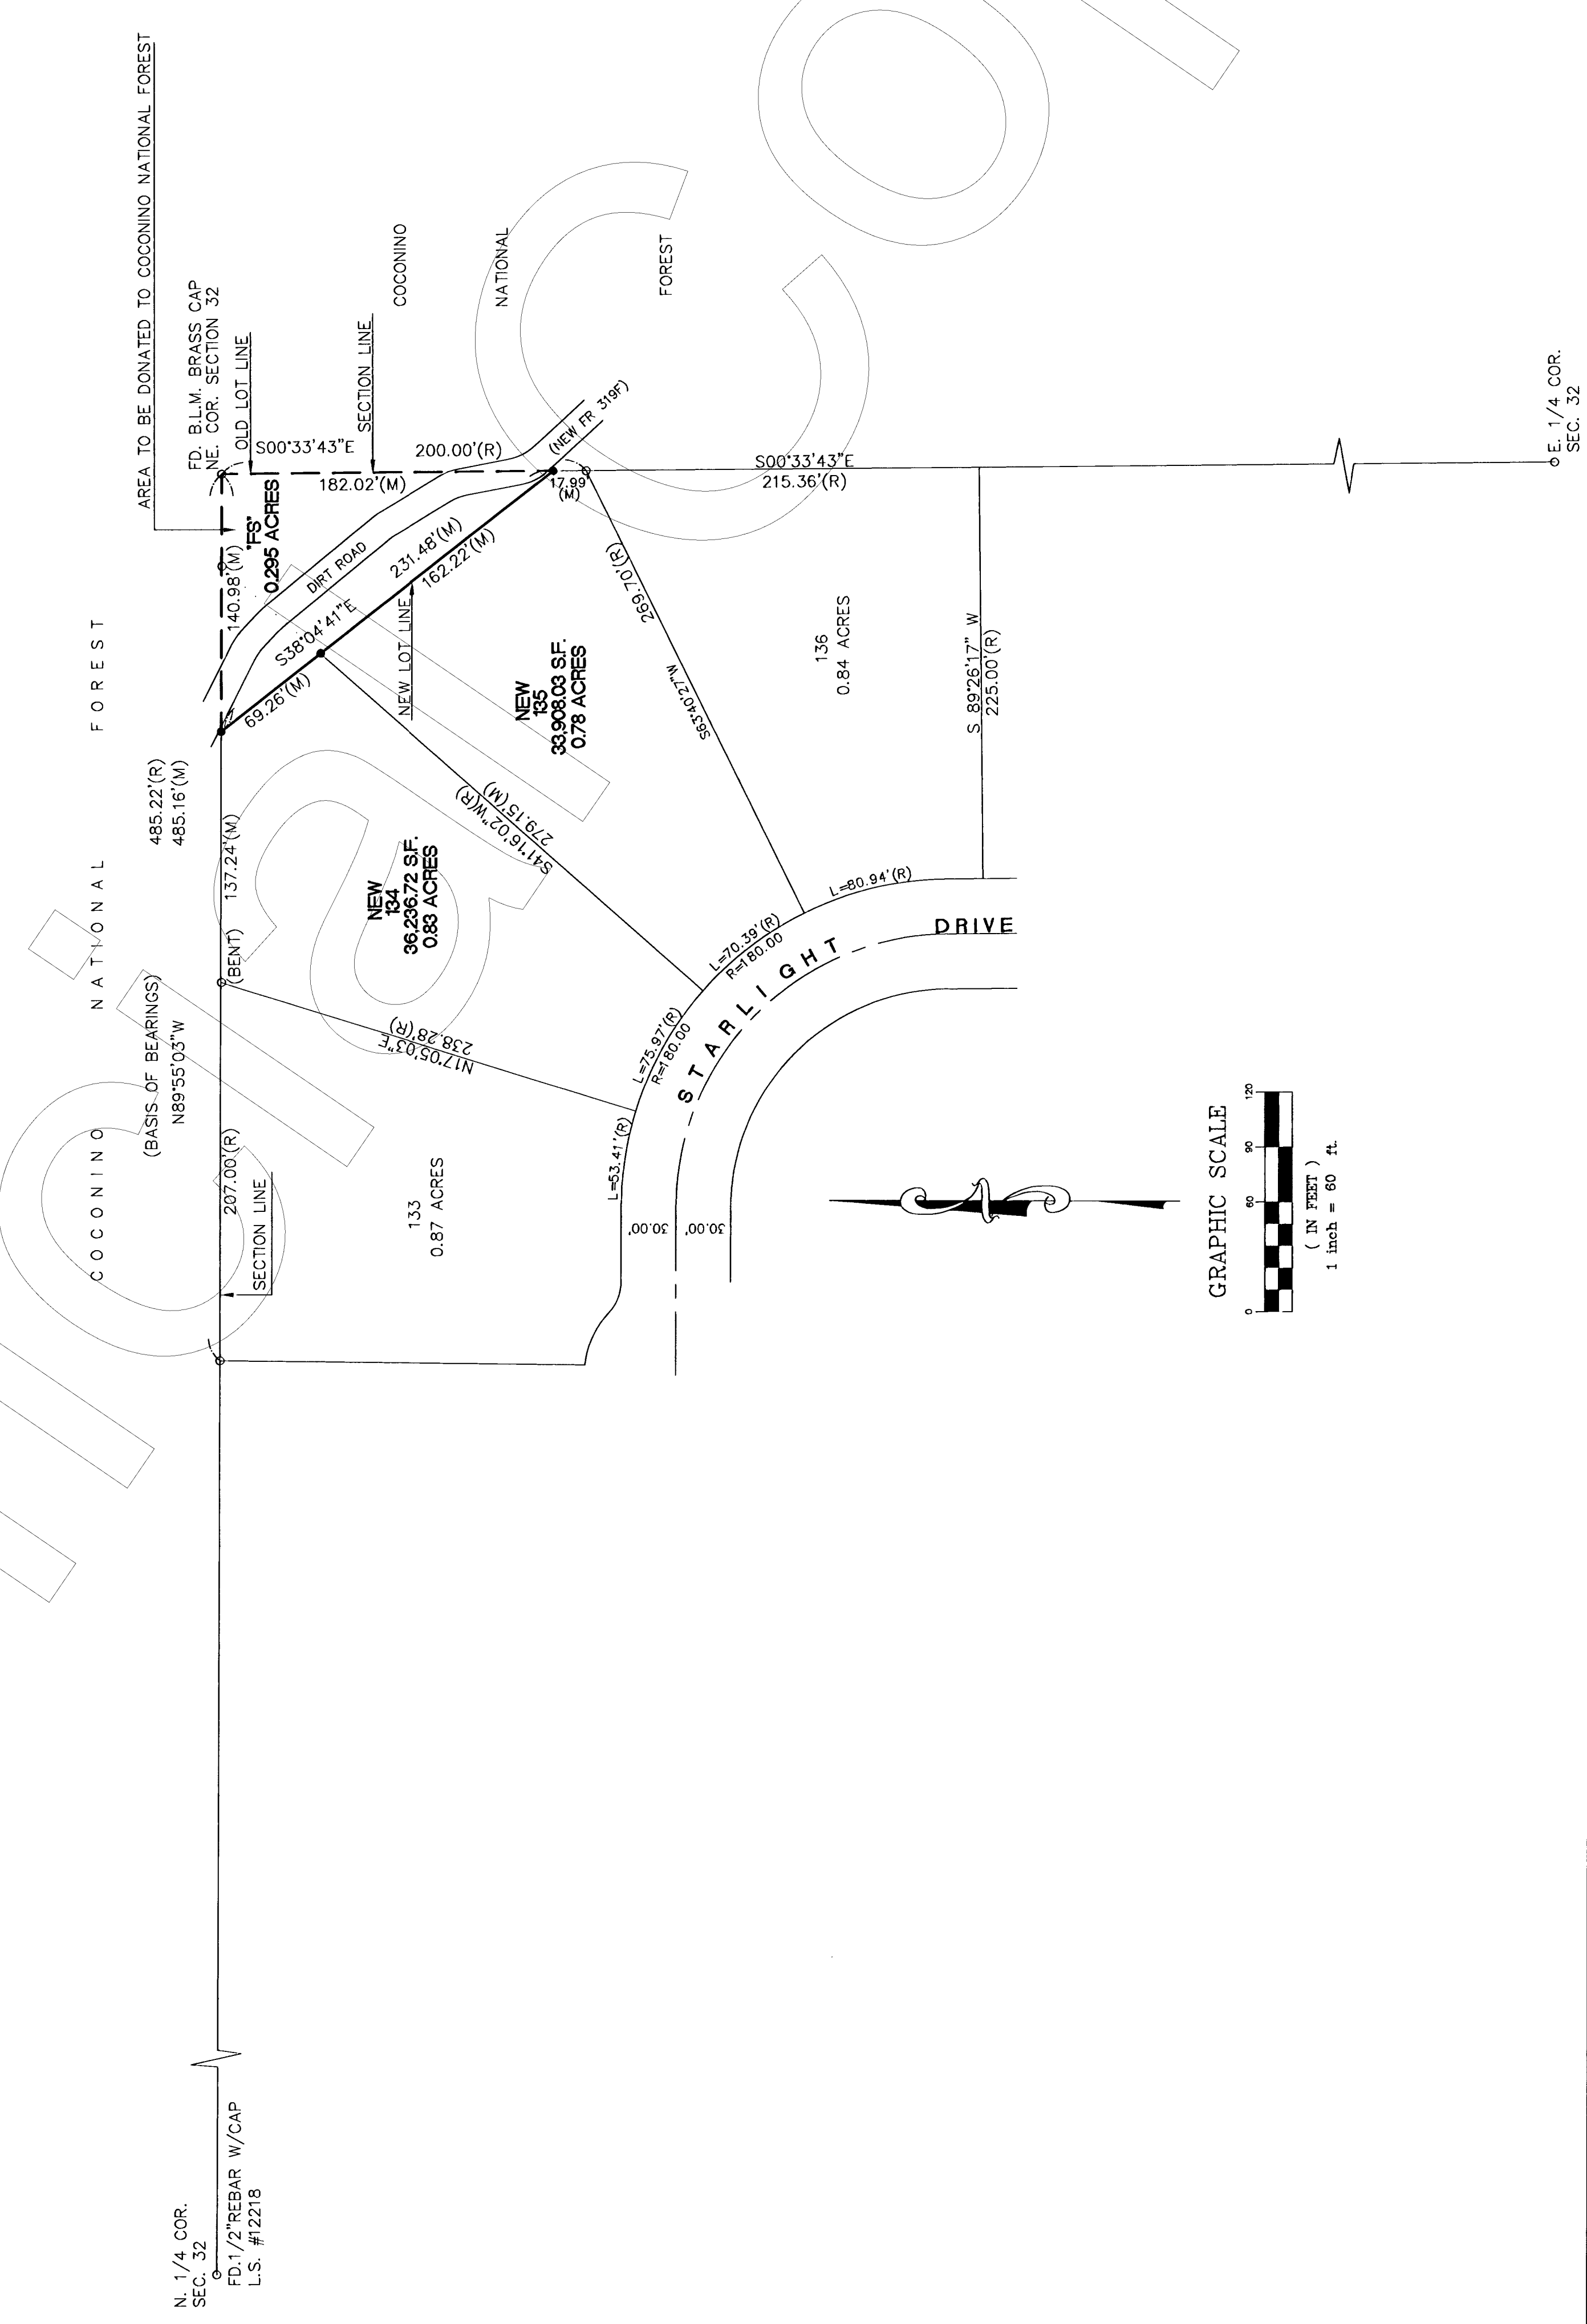 AREA TO BE DONATED TO COCONINO NATIONAL FOREST
FD. B.L.M. BRASS CAP
NE. COR. SECTION 32
OLD LOT LINE
SECTION LINE
COCONINO
NATIONAL
FOREST
S00°33'43"E
200.00'(R)
182.02'(M)
(NEW FR 319F)
17.99'
(M)
S00°33'43"E
215.36'(R)
E. 1/4 COR.
SEC. 32
"FS"
0.295 ACRES
140.98'(M)
DIRT ROAD
231.48'(M)
162.22'(M)
S38°04'41"E
69.26'(M)
NEW LOT LINE
COCONINO NATIONAL FOREST
485.22'(R)
485.16'(M)
(BASIS OF BEARINGS)
N89°55'03"W
137.24'(M)
(BENT)
207.00'(R)
SECTION LINE
NEW
135
33,908.03 S.F.
0.78 ACRES
269.70'(R)
S63°40'27"W
136
0.84 ACRES
S 89°26'17" W
225.00'(R)
S41°16'02"W(R)
279.15'(M)
NEW
134
36,236.72 S.F.
0.83 ACRES
N17°05'03"E
238.28'(R)
133
0.87 ACRES
L=80.94'(R)
L=70.39'(R)
R=180.00
L=75.97'(R)
R=180.00
L=53.41'(R)
STARLIGHT DRIVE
30.00'
30.00'
N
GRAPHIC SCALE
0 60 90 120
( IN FEET )
1 inch = 60 ft.
N. 1/4 COR.
SEC. 32
FD.1/2"REBAR W/CAP
L.S. #12218